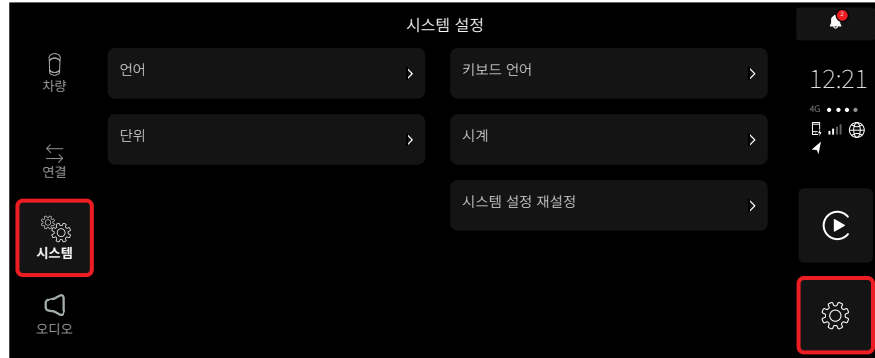 시스템 설정
2
차량
언어
키보드 언어
12:21
4G
단위
시계
연결
시스템 설정 재설정
시스템
오디오